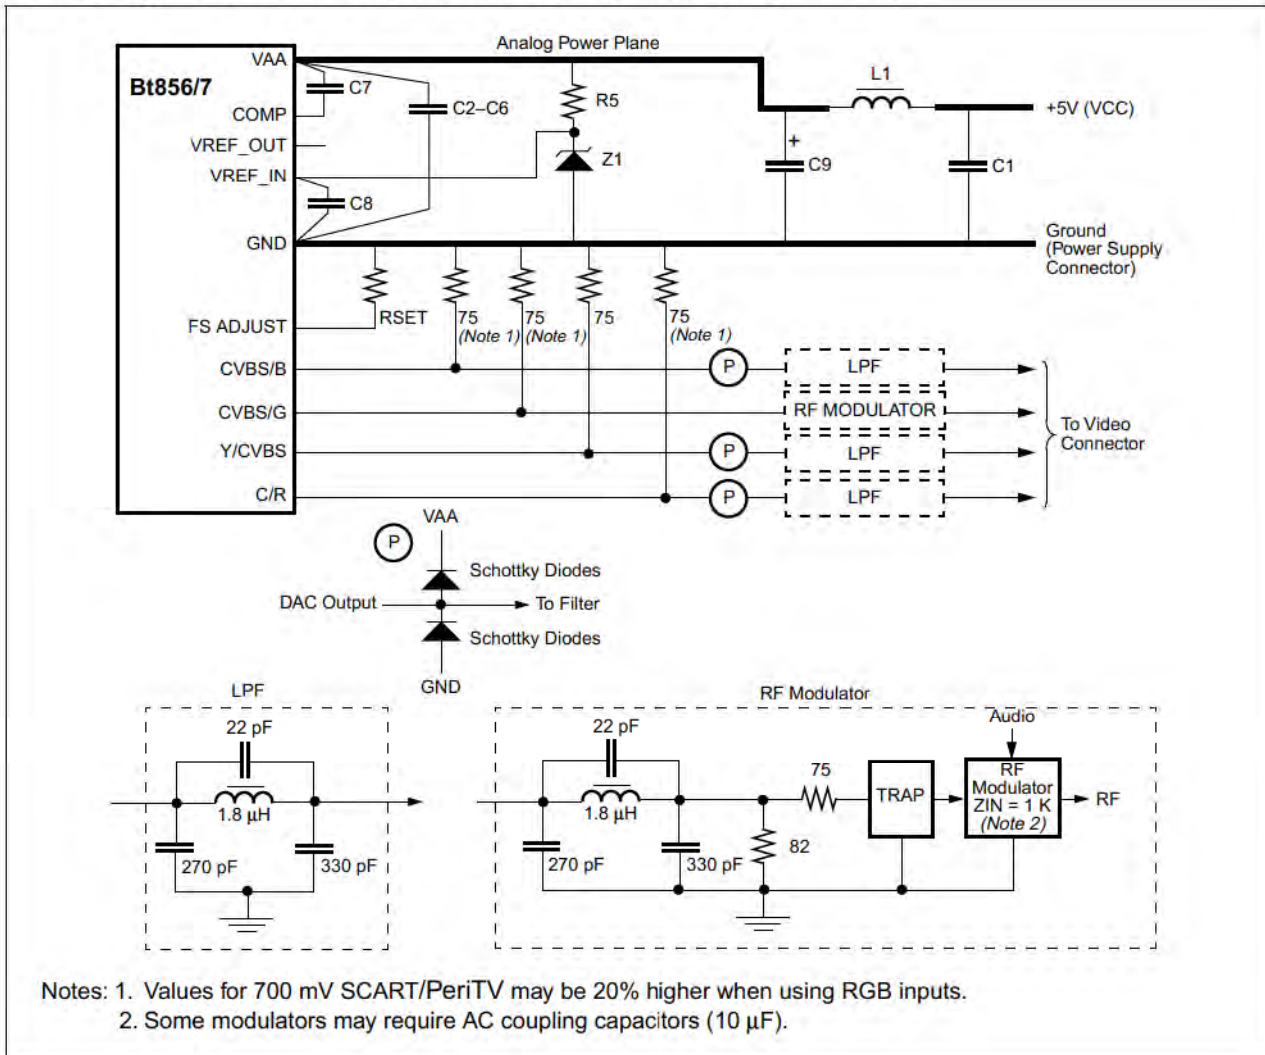 Analog Power Plane
Bt856/7
VAA
COMP
VREF_OUT
VREF_IN
GND
FS ADJUST
CVBS/B
CVBS/G
Y/CVBS
C/R
C7
C2–C6
C8
R5
Z1
+
C9
L1
C1
+5V (VCC)
Ground
(Power Supply
Connector)
RSET
75
(Note 1)
75
(Note 1)
75
75
(Note 1)
P
LPF
RF MODULATOR
P
LPF
P
LPF
To Video
Connector
P
VAA
Schottky Diodes
DAC Output
To Filter
Schottky Diodes
GND
LPF
22 pF
1.8 µH
270 pF
330 pF
RF Modulator
22 pF
1.8 µH
270 pF
330 pF
82
75
TRAP
Audio
RF
Modulator
ZIN = 1 K
(Note 2)
RF
Notes: 1. Values for 700 mV SCART/PeriTV may be 20% higher when using RGB inputs.
2. Some modulators may require AC coupling capacitors (10 µF).